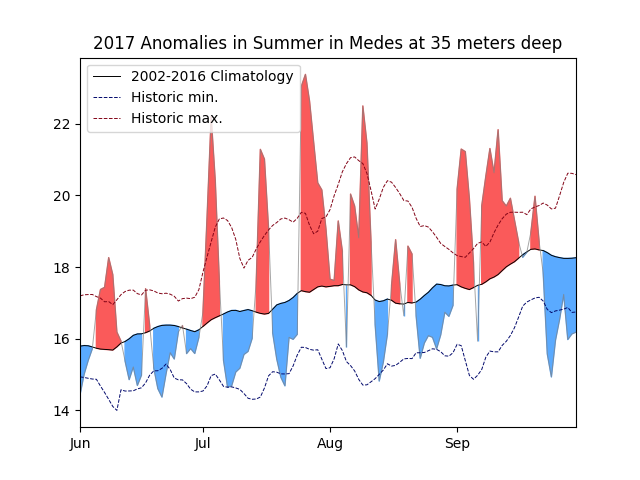 2017 Anomalies in Summer in Medes at 35 meters deep
2002-2016 Climatology
Historic min.
Historic max.
22
20
18
16
14
Jun Jul Aug Sep